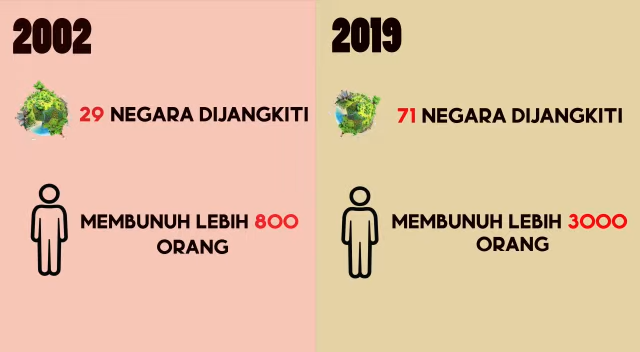 2002
29 NEGARA DIJANGKITI
MEMBUNUH LEBIH 800
ORANG
2019
71 NEGARA DIJANGKITI
MEMBUNUH LEBIH 3000
ORANG